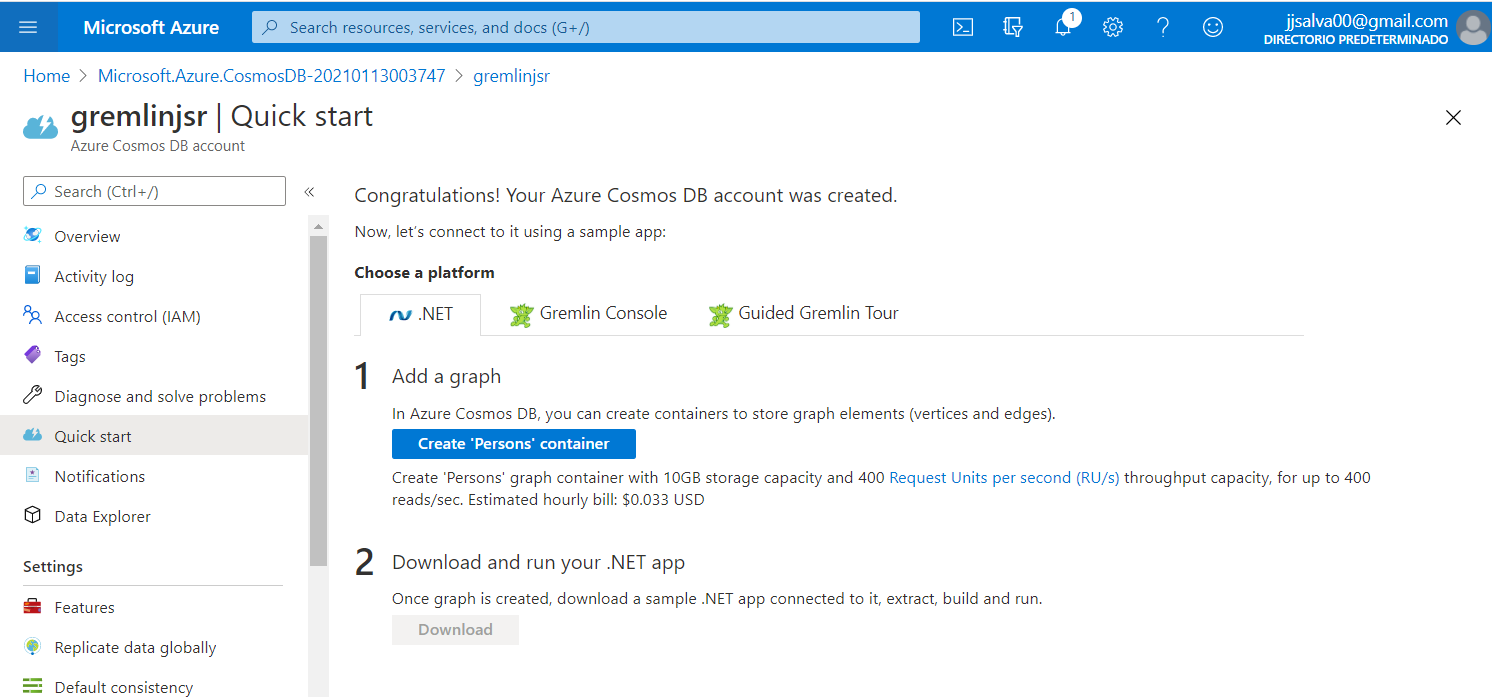 Microsoft Azure
Search resources, services, and docs (G+/)
1
jjsalva00@gmail.com
DIRECTORIO PREDETERMINADO
Home > Microsoft.Azure.CosmosDB-20210113003747 > gremlinjsr
gremlinjsr | Quick start
Azure Cosmos DB account
Search (Ctrl+/)
«
Overview
Activity log
Access control (IAM)
Tags
Diagnose and solve problems
Quick start
Notifications
Data Explorer
Settings
Features
Replicate data globally
Default consistency
Congratulations! Your Azure Cosmos DB account was created.
Now, let’s connect to it using a sample app:
Choose a platform
.NET Gremlin Console Guided Gremlin Tour
1 Add a graph
In Azure Cosmos DB, you can create containers to store graph elements (vertices and edges).
Create 'Persons' container
Create 'Persons' graph container with 10GB storage capacity and 400 Request Units per second (RU/s) throughput capacity, for up to 400
reads/sec. Estimated hourly bill: $0.033 USD
2 Download and run your .NET app
Once graph is created, download a sample .NET app connected to it, extract, build and run.
Download